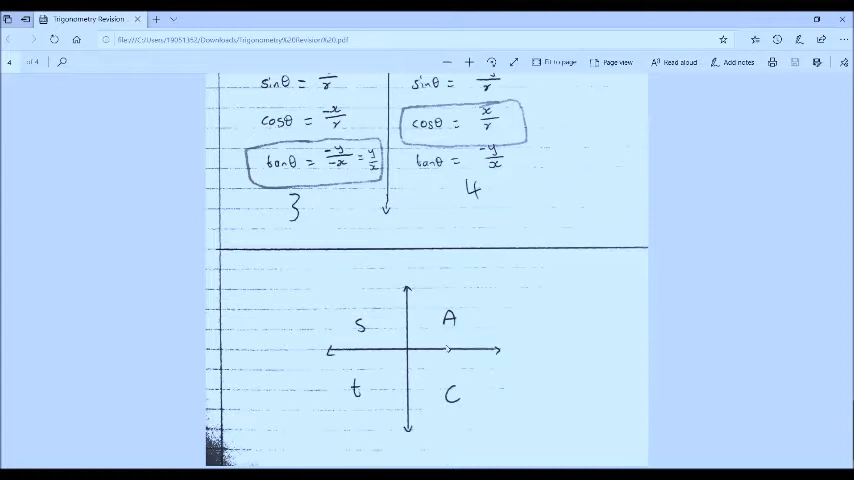 Trigonometry Revision
file:///C:/Users/19051352/Downloads/Trigonometry%20Revision%20.pdf
4 of 4
Fit to page
Page view
Read aloud
Add notes
sinθ = /r
sinθ = -y/r
cosθ = -x/r
cosθ = x/r
tanθ = -y/-x = y/x
tanθ = -y/x
3
4
S A
t C